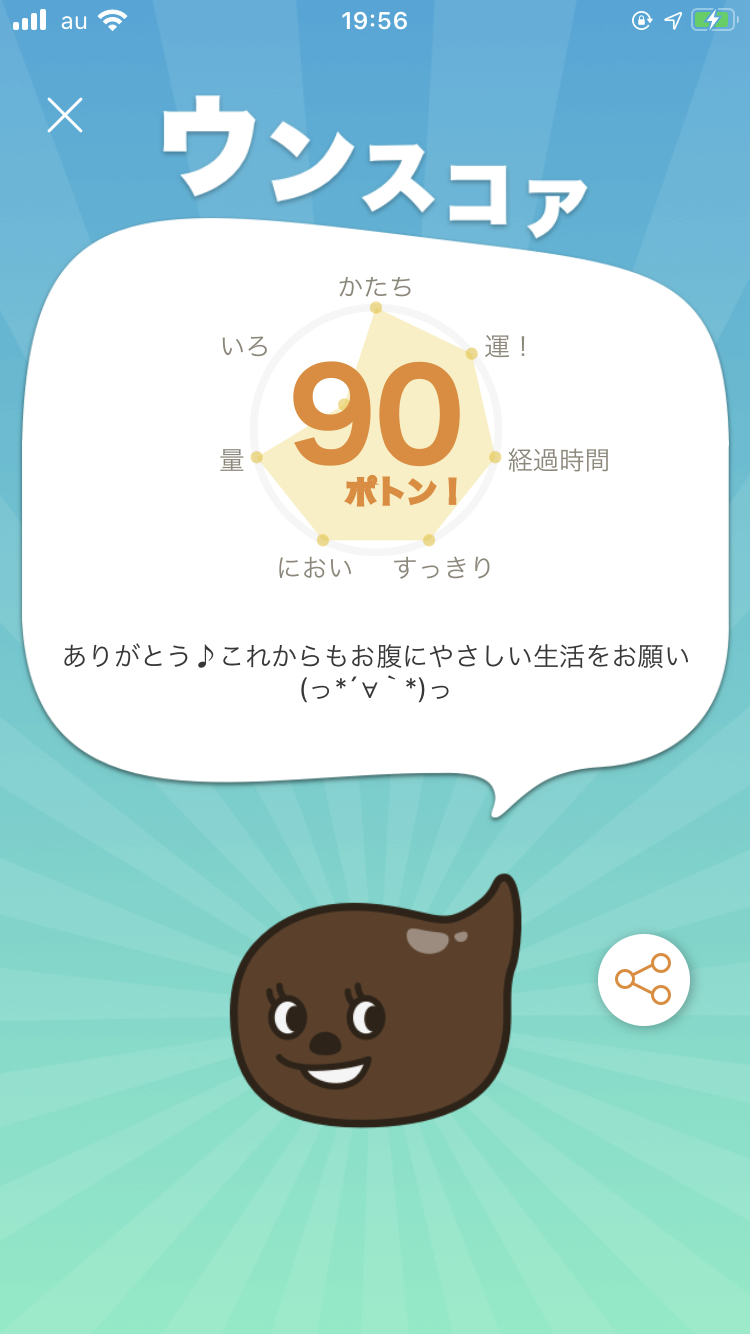 au
19:56
ウンスコア
かたち
いろ
運！
90
ポトン！
量
経過時間
におい
すっきり
ありがとう♪これからもお腹にやさしい生活をお願い
(っ*´∀｀*)っ